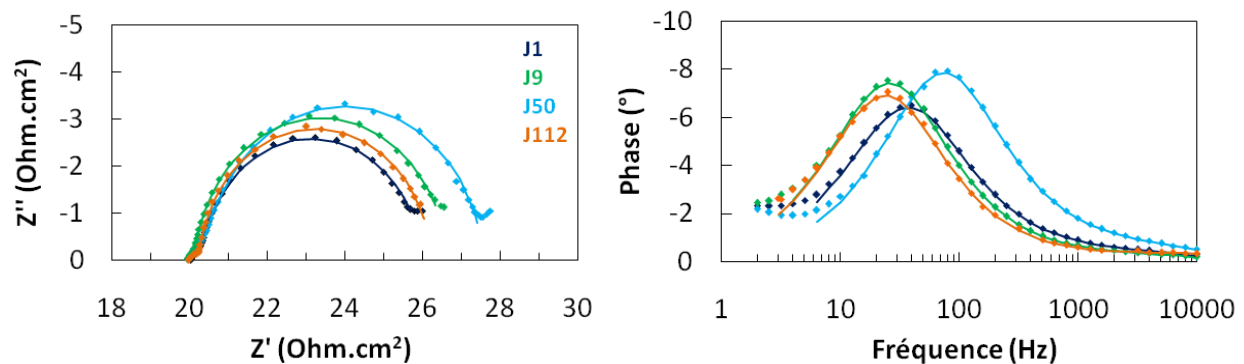 -5
-4
-3
-2
-1
0
Z'' (Ohm.cm²)
18 20 22 24 26 28 30
Z' (Ohm.cm²)
J1
J9
J50
J112
-10
-8
-6
-4
-2
0
Phase (°)
1 10 100 1000 10000
Fréquence (Hz)